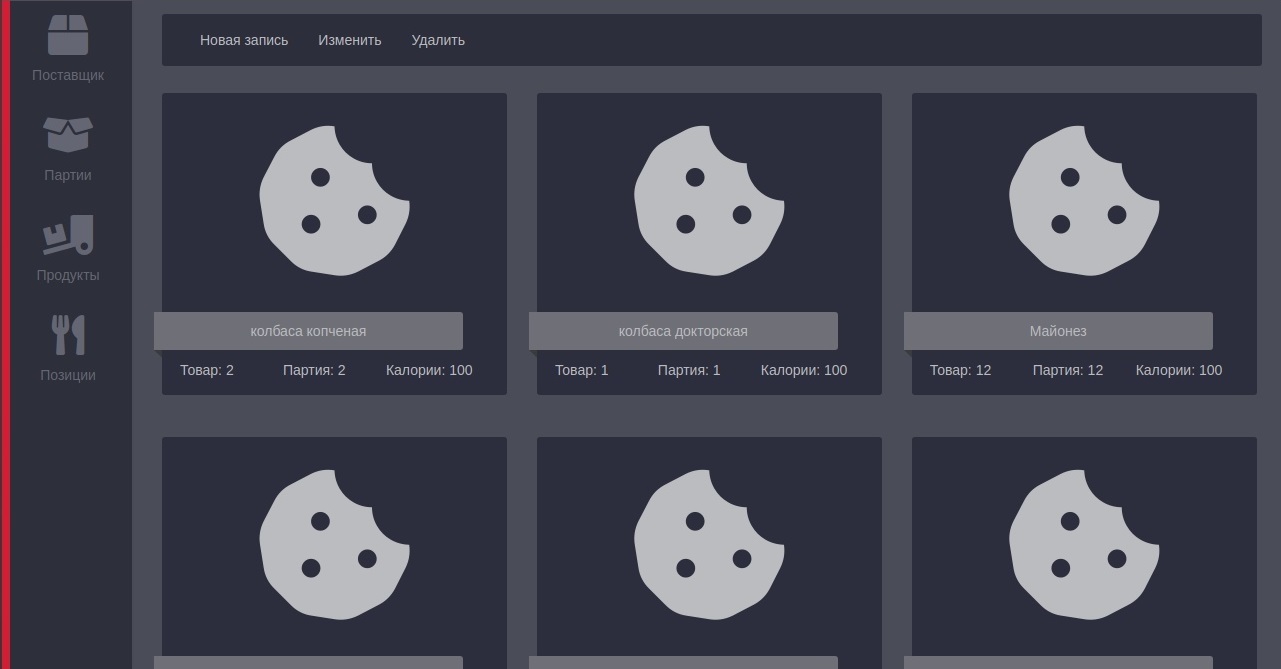 Поставщик
Партии
Продукты
Позиции
Новая запись Изменить Удалить
колбаса копченая
Товар: 2 Партия: 2 Калории: 100
колбаса докторская
Товар: 1 Партия: 1 Калории: 100
Майонез
Товар: 12 Партия: 12 Калории: 100